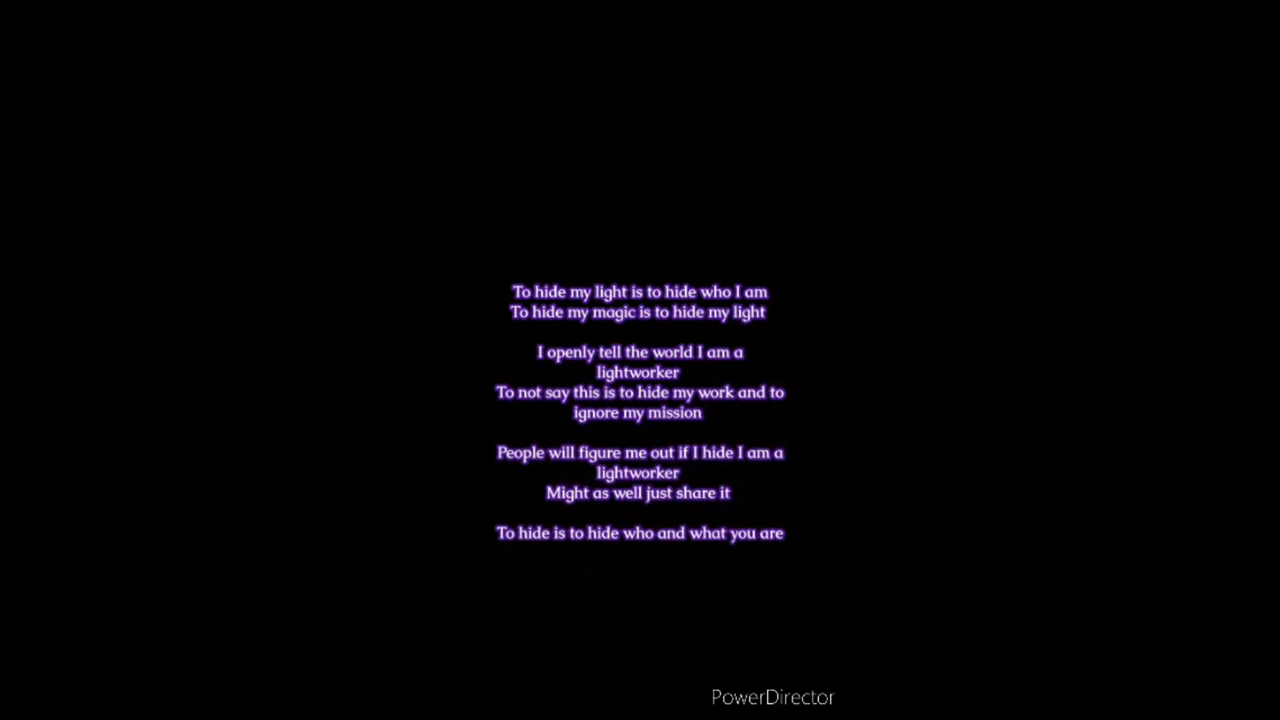 To hide my light is to hide who I am
To hide my magic is to hide my light
I openly tell the world I am a
lightworker
To not say this is to hide my work and to
ignore my mission
People will figure me out if I hide I am a
lightworker
Might as well just share it
To hide is to hide who and what you are
PowerDirector